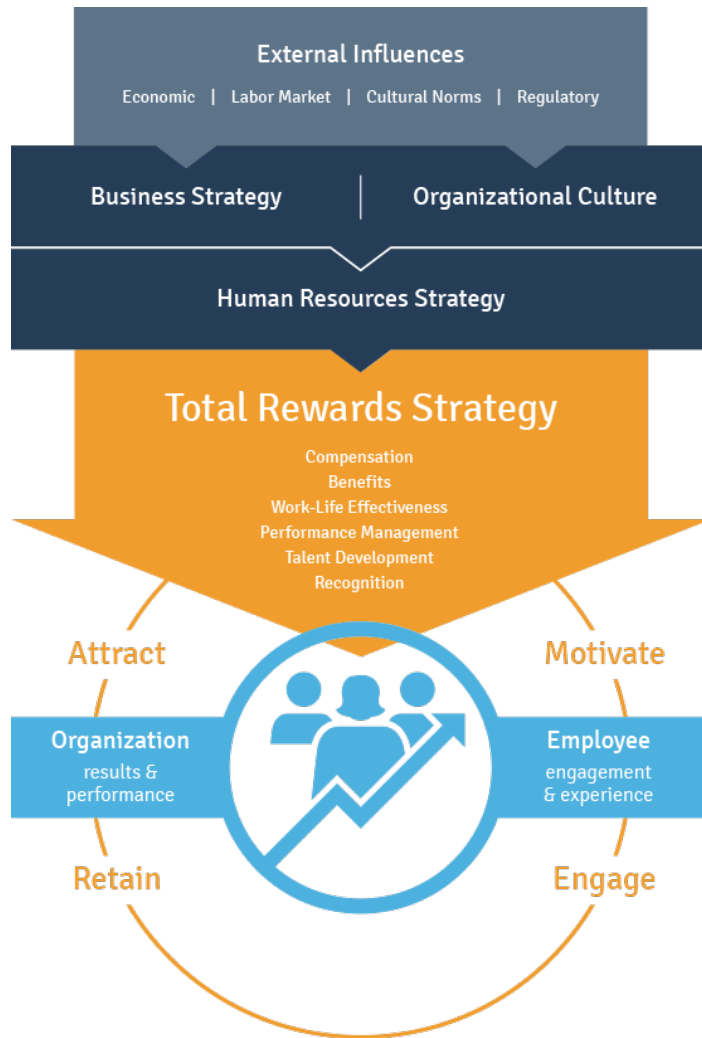 External Influences
Economic | Labor Market | Cultural Norms | Regulatory
Business Strategy | Organizational Culture
Human Resources Strategy
Total Rewards Strategy
Compensation
Benefits
Work-Life Effectiveness
Performance Management
Talent Development
Recognition
Attract
Motivate
Organization
results &
performance
Employee
engagement
& experience
Retain
Engage